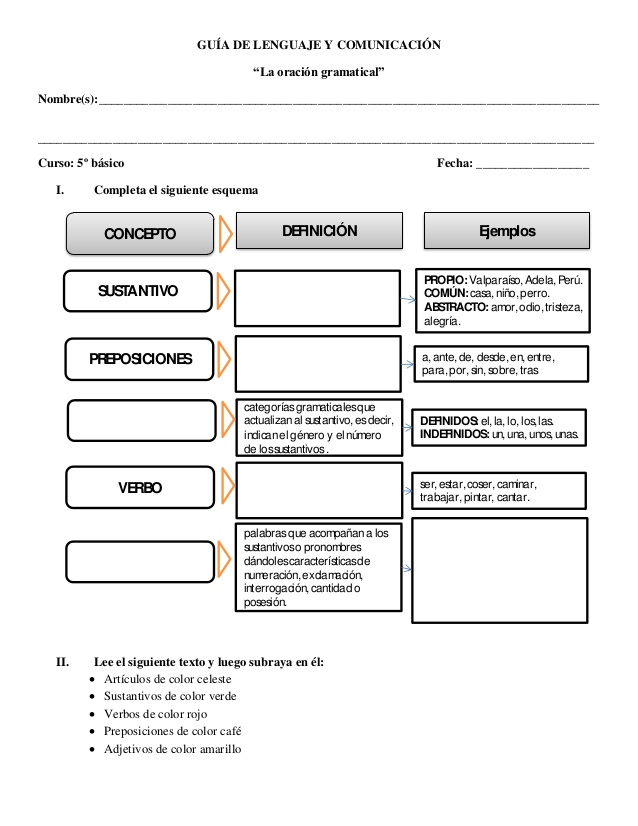 GUÍA DE LENGUAJE Y COMUNICACIÓN
“La oración gramatical”
Nombre(s):
Curso: 5º básico Fecha:
I. Completa el siguiente esquema
CONCEPTO DEFINICIÓN Ejemplos
SUSTANTIVO
PROPIO: Valparaíso, Adela, Perú.
COMÚN: casa, niño, perro.
ABSTRACTO: amor, odio, tristeza,
alegría.
PREPOSICIONES
a, ante, de, desde, en, entre,
para, por, sin, sobre, tras
categorías gramaticales que
actualizan al sustantivo, es decir,
indican el género y el número
de los sustantivos.
DEFINIDOS: el, la, lo, los, las.
INDEFINIDOS: un, una, unos, unas.
VERBO
ser, estar, coser, caminar,
trabajar, pintar, cantar.
palabras que acompañan a los
sustantivos o pronombres
dándoles características de
numeración, exclamación,
interrogación, cantidad o
posesión.
II. Lee el siguiente texto y luego subraya en él:
• Artículos de color celeste
• Sustantivos de color verde
• Verbos de color rojo
• Preposiciones de color café
• Adjetivos de color amarillo